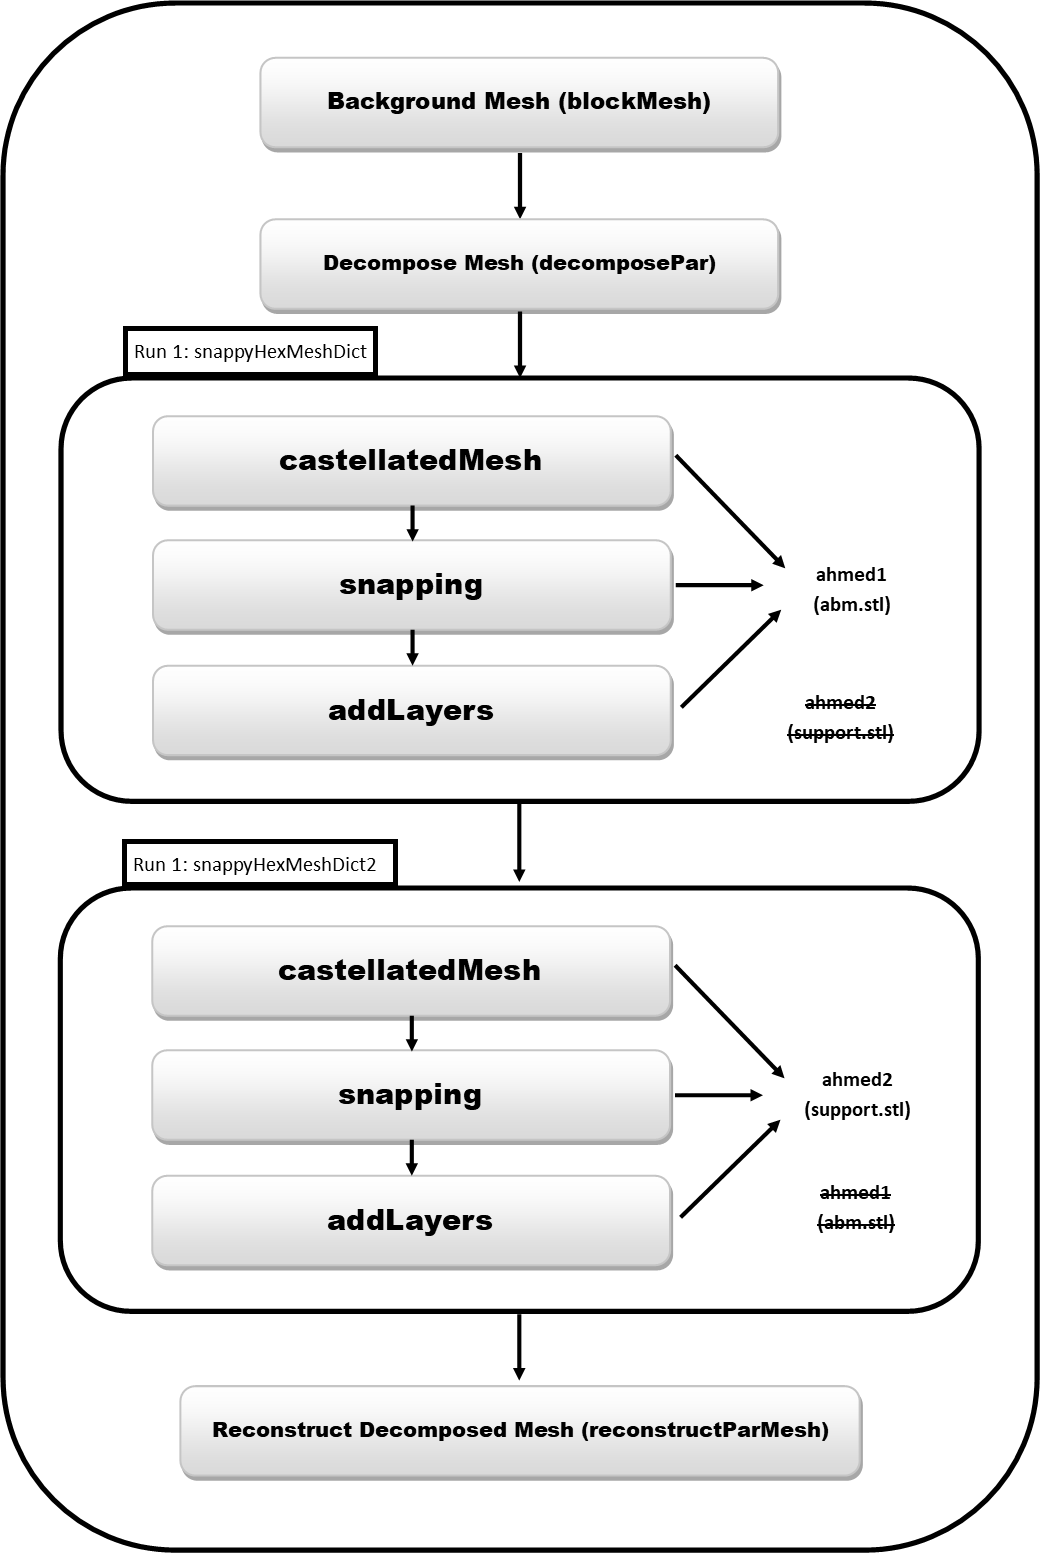 Background Mesh (blockMesh)
Decompose Mesh (decomposePar)
Run 1: snappyHexMeshDict
castellatedMesh
snapping
addLayers
ahmed1
(abm.stl)
ahmed2
(support.stl)
Run 1: snappyHexMeshDict2
castellatedMesh
snapping
addLayers
ahmed2
(support.stl)
ahmed1
(abm.stl)
Reconstruct Decomposed Mesh (reconstructParMesh)